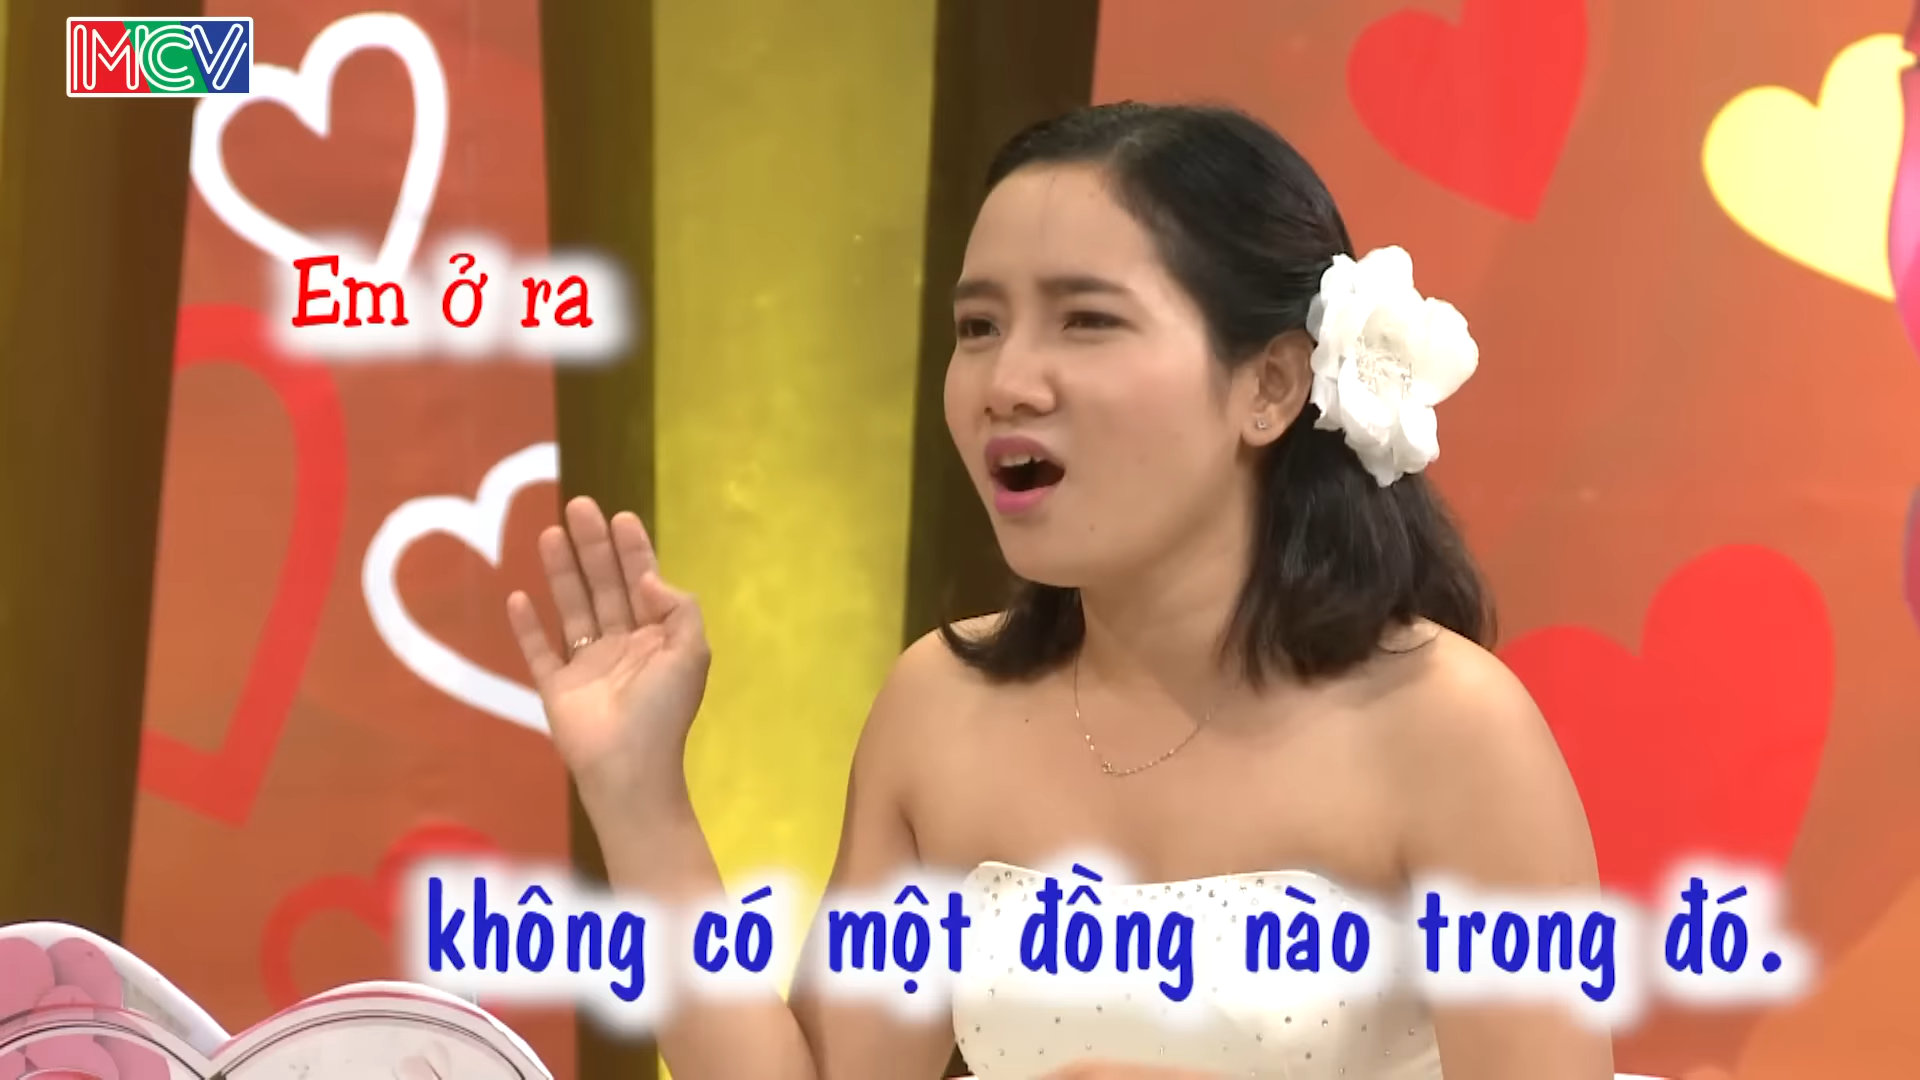 MCV
Em ở ra
không có một đồng nào trong đó.